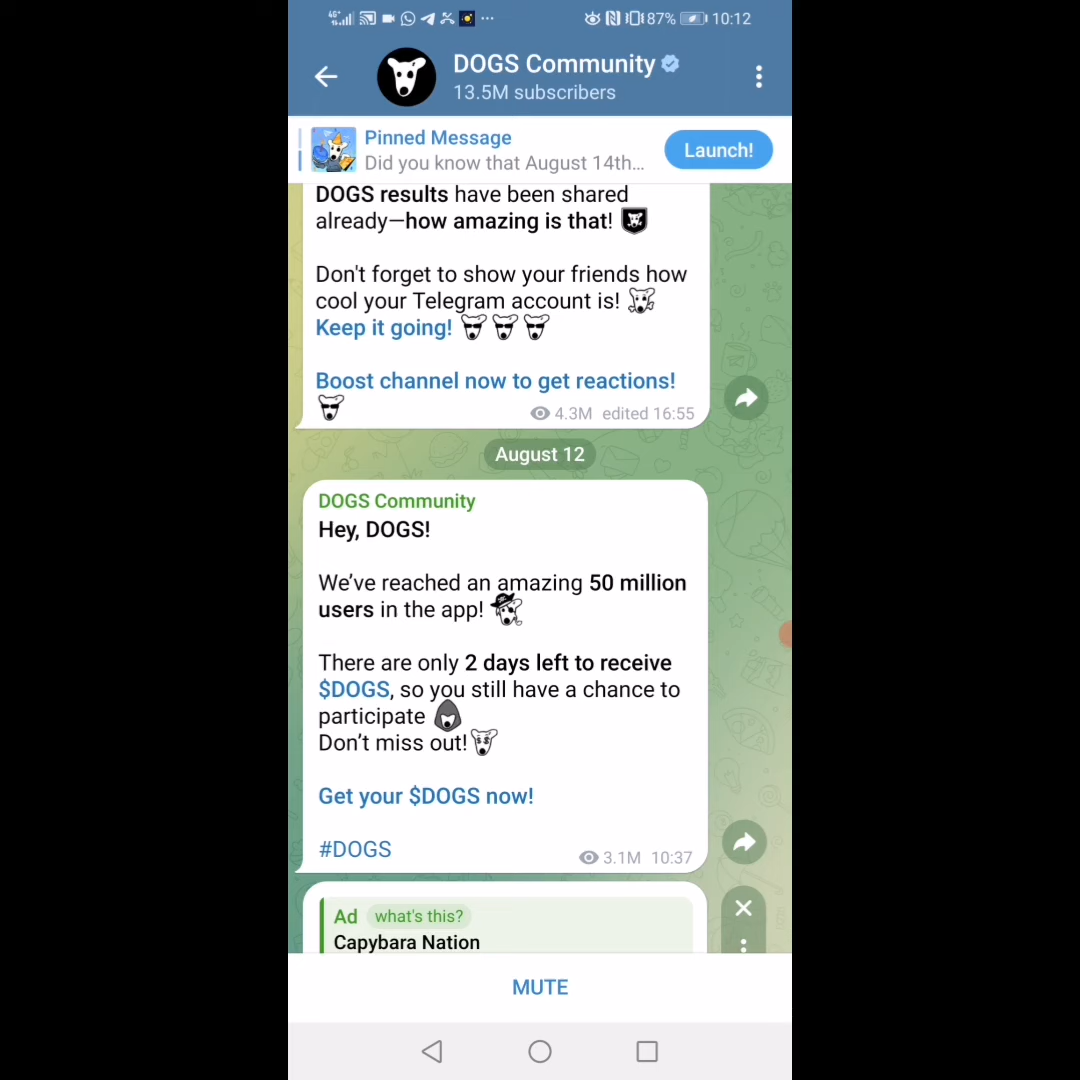 4G 87% 10:12
DOGS Community
13.5M subscribers
Pinned Message
Did you know that August 14th...
Launch!
DOGS results have been shared
already—how amazing is that!
Don't forget to show your friends how
cool your Telegram account is!
Keep it going!
Boost channel now to get reactions!
4.3M edited 16:55
August 12
DOGS Community
Hey, DOGS!
We’ve reached an amazing 50 million
users in the app!
There are only 2 days left to receive
$DOGS, so you still have a chance to
participate
Don’t miss out!
Get your $DOGS now!
#DOGS
3.1M 10:37
Ad what's this?
Capybara Nation
MUTE